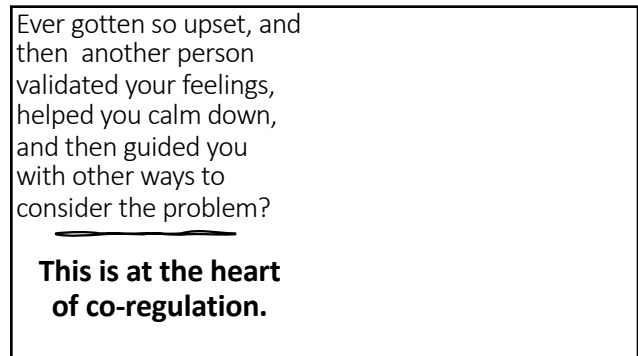 Ever gotten so upset, and
then  another person
validated your feelings,
helped you calm down,
and then guided you
with other ways to
consider the problem?
This is at the heart
of co-regulation.